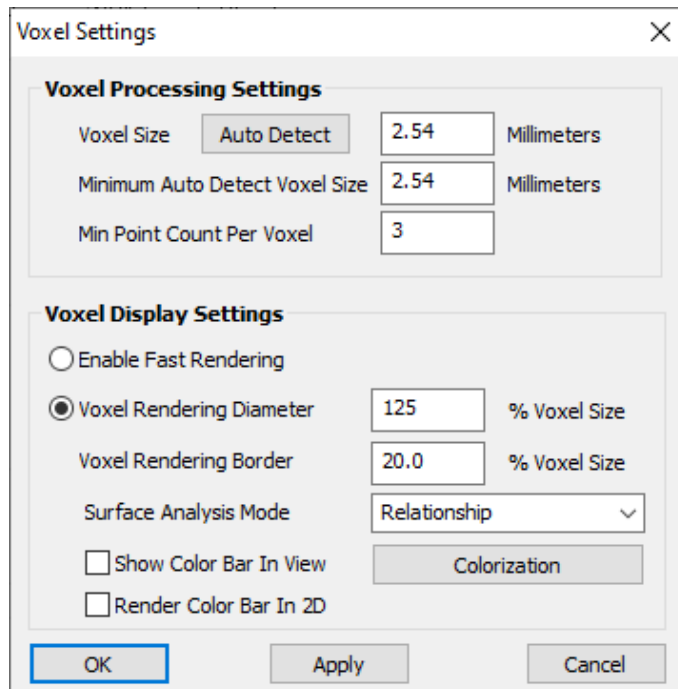 Voxel Settings
Voxel Processing Settings
Voxel Size Auto Detect 2.54 Millimeters
Minimum Auto Detect Voxel Size 2.54 Millimeters
Min Point Count Per Voxel 3
Voxel Display Settings
Enable Fast Rendering
Voxel Rendering Diameter 125 % Voxel Size
Voxel Rendering Border 20.0 % Voxel Size
Surface Analysis Mode Relationship
Show Color Bar In View Colorization
Render Color Bar In 2D
OK Apply Cancel